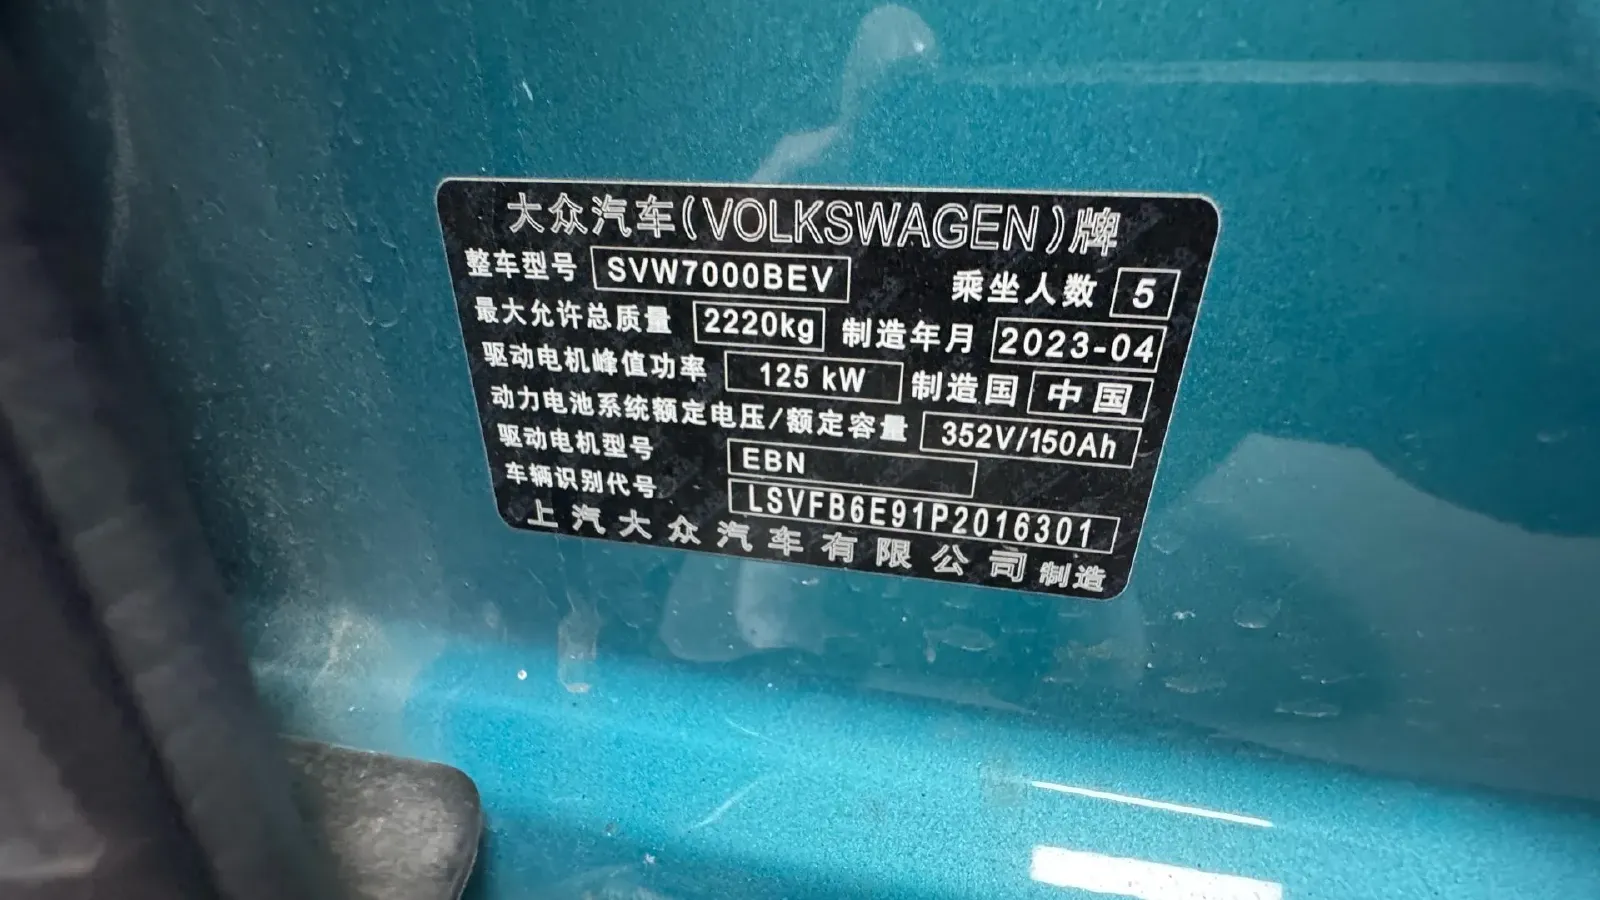 大众汽车(VOLKSWAGEN)牌
整车型号 SVW7000BEV 乘坐人数 5
最大允许总质量 2220kg 制造年月 2023-04
驱动电机峰值功率 125 kW 制造国 中国
动力电池系统额定电压/额定容量 352V/150Ah
驱动电机型号 EBN
车辆识别代号 LSVFB6E91P2016301
上汽大众汽车有限公司 制造